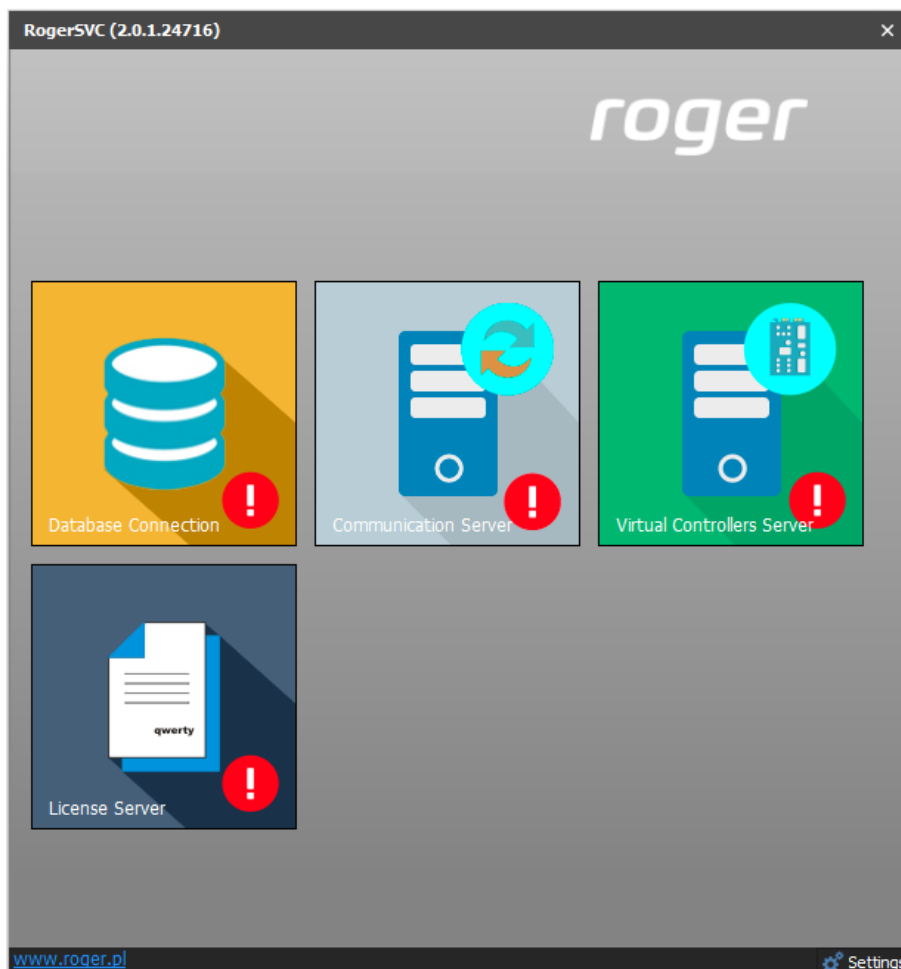 RogerSVC (2.0.1.24716)
roger
Database Connection
Communication Server
Virtual Controllers Server
qwerty
License Server
www.roger.pl
Settings